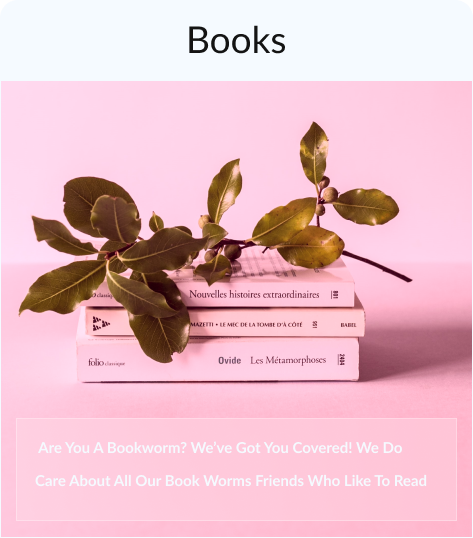 Books
Nouvelles histoires extraordinaires
MAZETTI • LE MEC DE LA TOMBE D'À CÔTÉ
BABEL
folio classique
Ovide Les Métamorphoses
Are You A Bookworm? We've Got You Covered! We Do
Care About All Our Book Worms Friends Who Like To Read